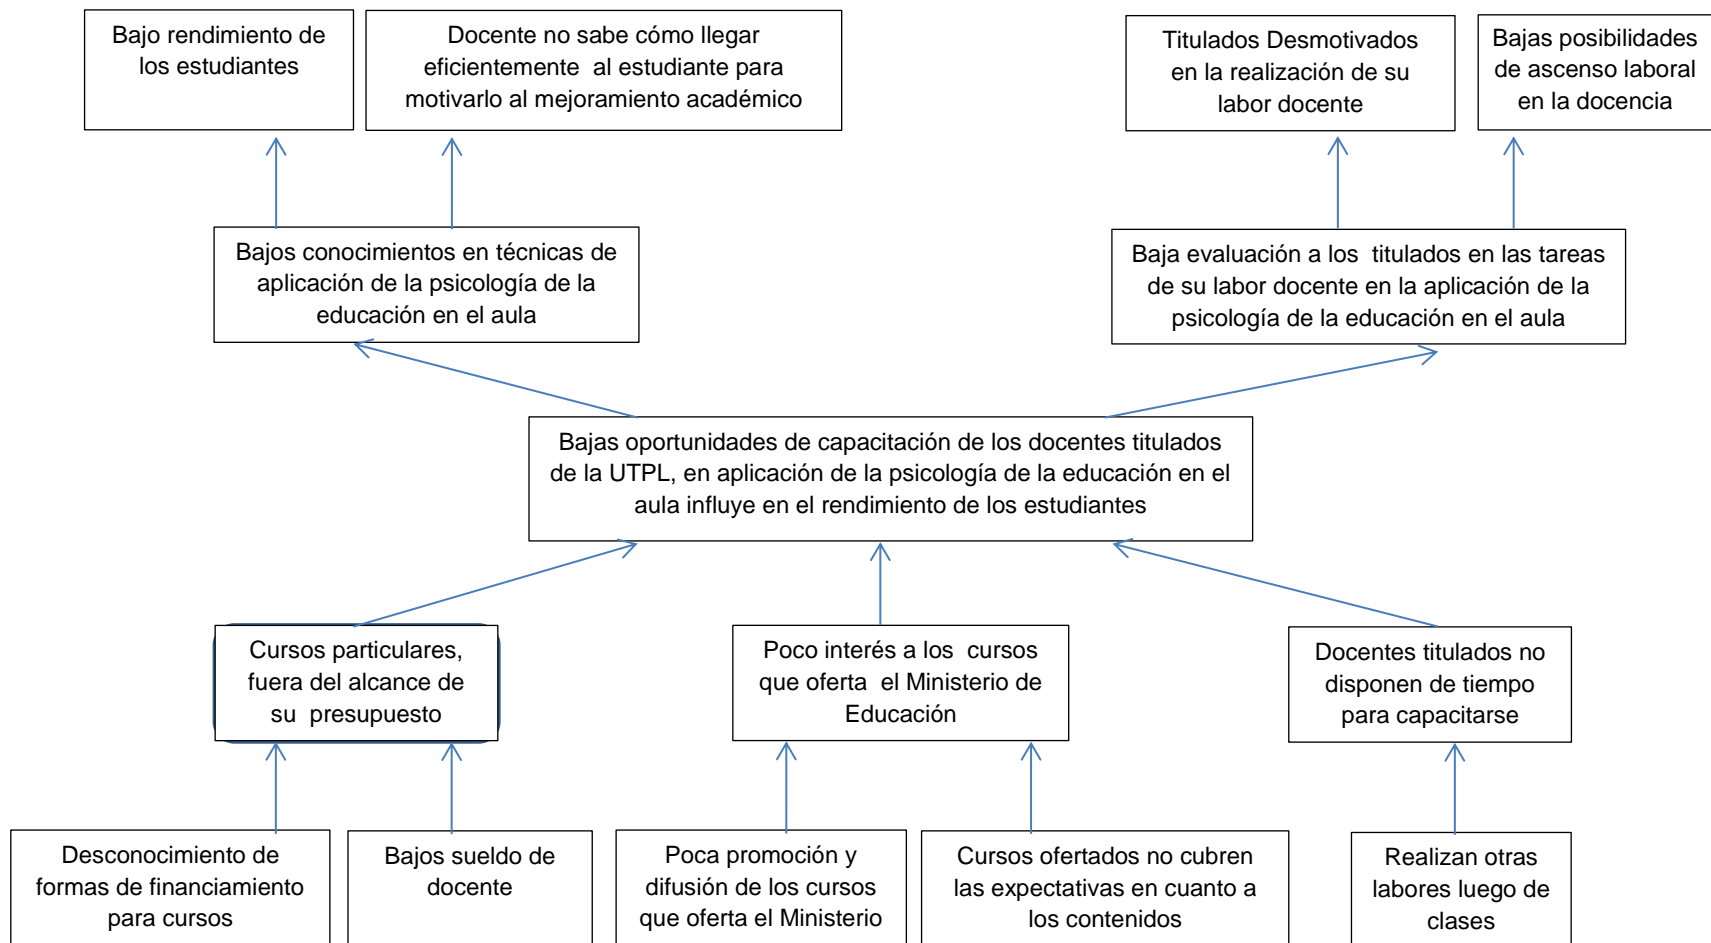 Bajo rendimiento de
los estudiantes
Docente no sabe cómo llegar
eficientemente al estudiante para
motivarlo al mejoramiento académico
Titulados Desmotivados
en la realización de su
labor docente
Bajas posibilidades
de ascenso laboral
en la docencia
Bajos conocimientos en técnicas de
aplicación de la psicología de la
educación en el aula
Baja evaluación a los titulados en las tareas
de su labor docente en la aplicación de la
psicología de la educación en el aula
Bajas oportunidades de capacitación de los docentes titulados
de la UTPL, en aplicación de la psicología de la educación en el
aula influye en el rendimiento de los estudiantes
Cursos particulares,
fuera del alcance de
su presupuesto
Poco interés a los cursos
que oferta el Ministerio de
Educación
Docentes titulados no
disponen de tiempo
para capacitarse
Desconocimiento de
formas de financiamiento
para cursos
Bajos sueldo de
docente
Poca promoción y
difusión de los cursos
que oferta el Ministerio
Cursos ofertados no cubren
las expectativas en cuanto a
los contenidos
Realizan otras
labores luego de
clases